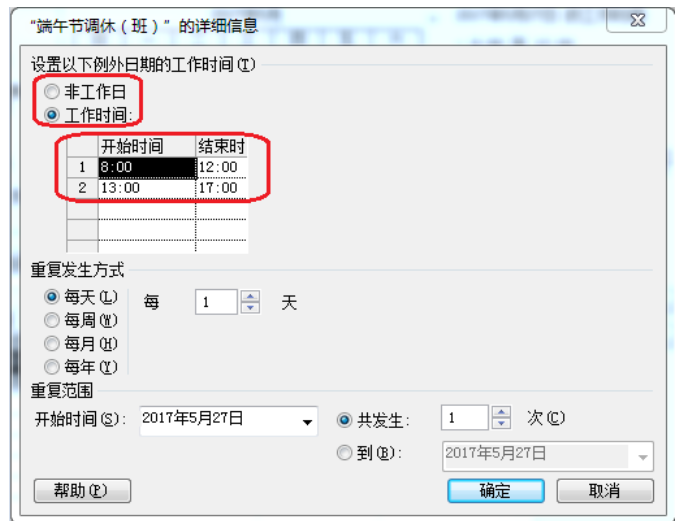 “端午节调休（班）”的详细信息
设置以下例外日期的工作时间(T)
非工作日
工作时间:
开始时间 结束时
1 8:00 12:00
2 13:00 17:00
重复发生方式
每天(L) 每 1 天
每周(W)
每月(H)
每年(Y)
重复范围
开始时间(S): 2017年5月27日 共发生: 1 次(C)
到(B): 2017年5月27日
帮助(P) 确定 取消